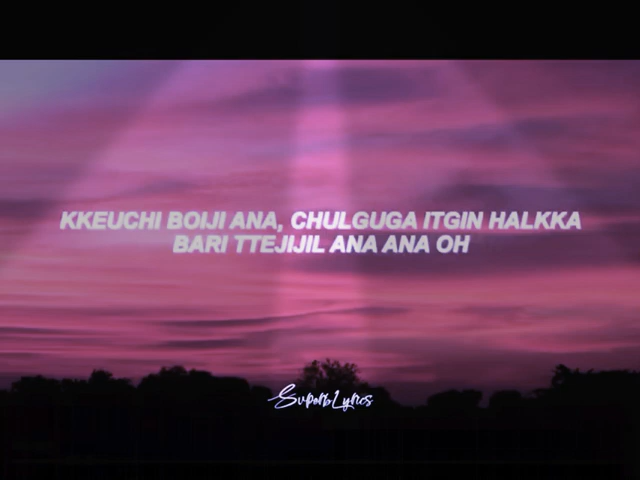 KKEUCHI BOIJI ANA, CHULGUGA ITGIN HALKKA
BARI TTEJIJIL ANA ANA OH
SuperbLyrics